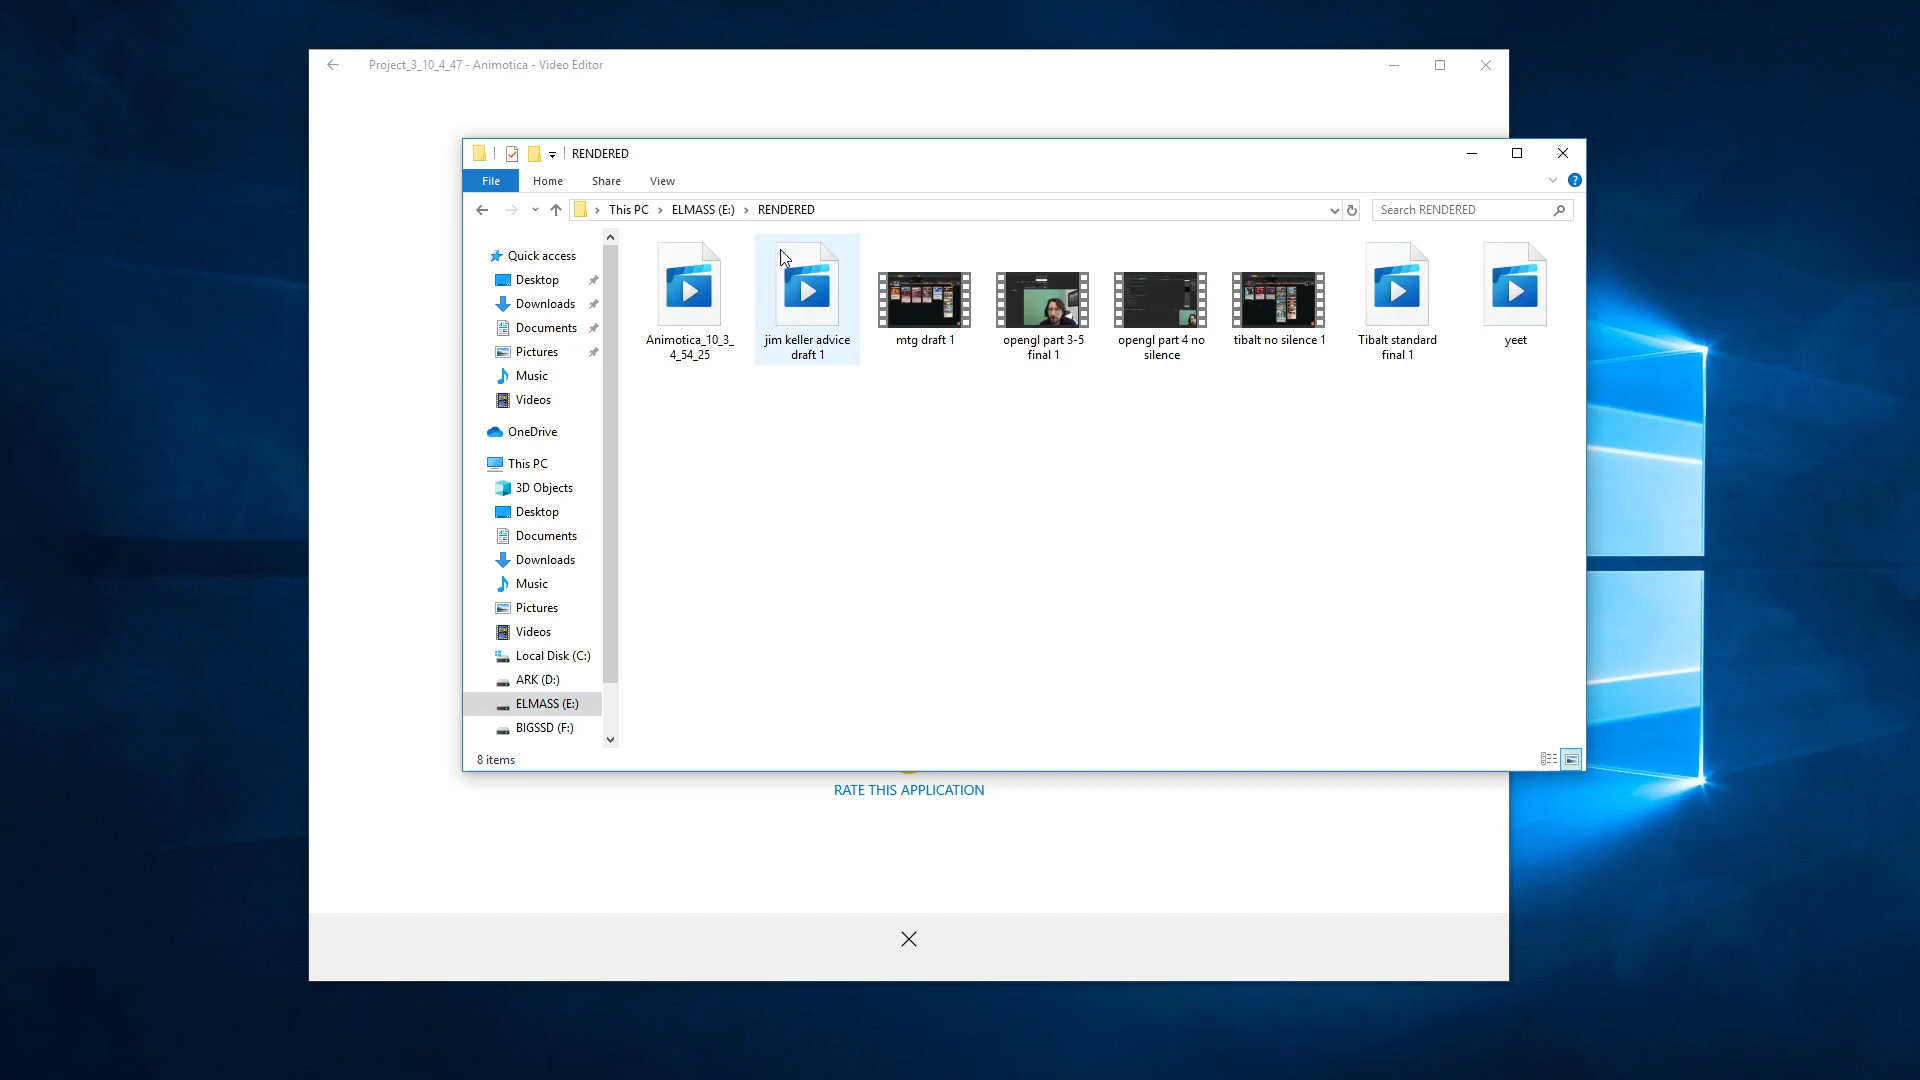 Project_3_10_4_47 - Animotica - Video Editor
RENDERED
File
Home
Share
View
?
This PC
ELMASS (E:)
RENDERED
Search RENDERED
Quick access
Desktop
Downloads
Documents
Pictures
Music
Videos
OneDrive
This PC
3D Objects
Desktop
Documents
Downloads
Music
Pictures
Videos
Local Disk (C:)
ARK (D:)
ELMASS (E:)
BIGSSD (F:)
Animotica_10_3_
4_54_25
jim keller advice
draft 1
mtg draft 1
opengl part 3-5
final 1
opengl part 4 no
silence
tibalt no silence 1
Tibalt standard
final 1
yeet
8 items
RATE THIS APPLICATION